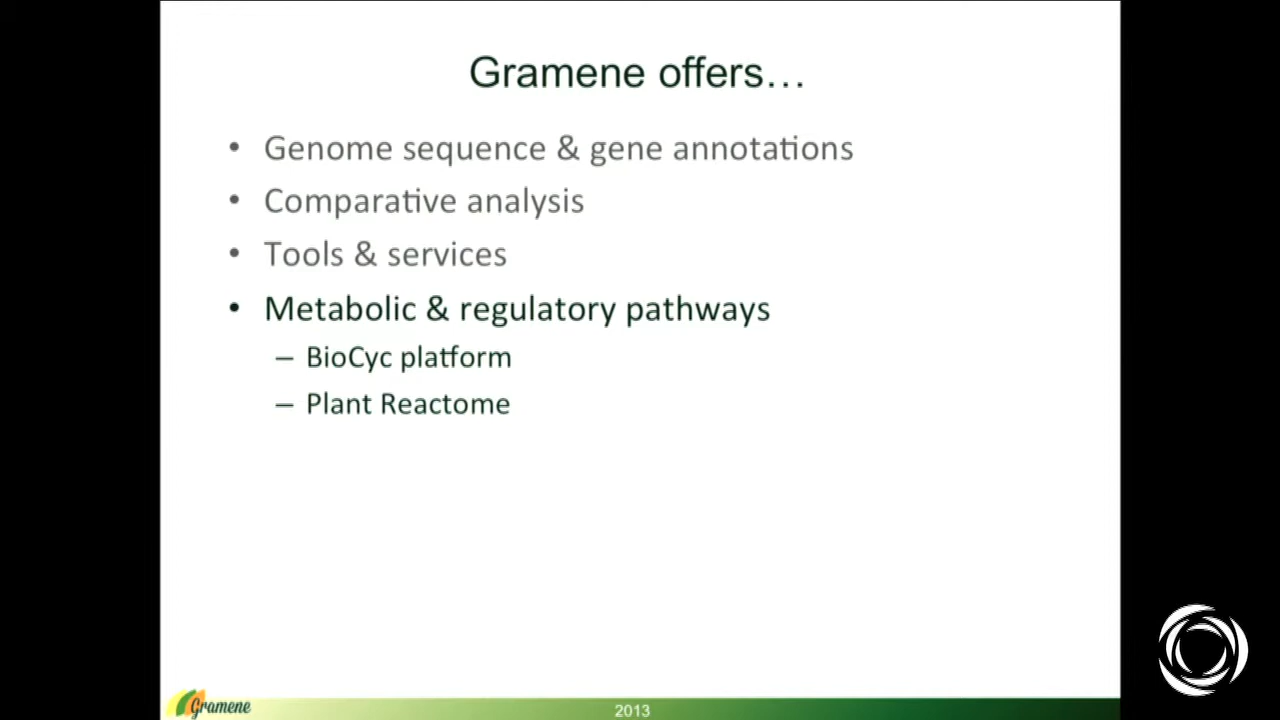 Gramene offers…
• Genome sequence & gene annotations
• Comparative analysis
• Tools & services
• Metabolic & regulatory pathways
– BioCyc platform
– Plant Reactome
Gramene
2013